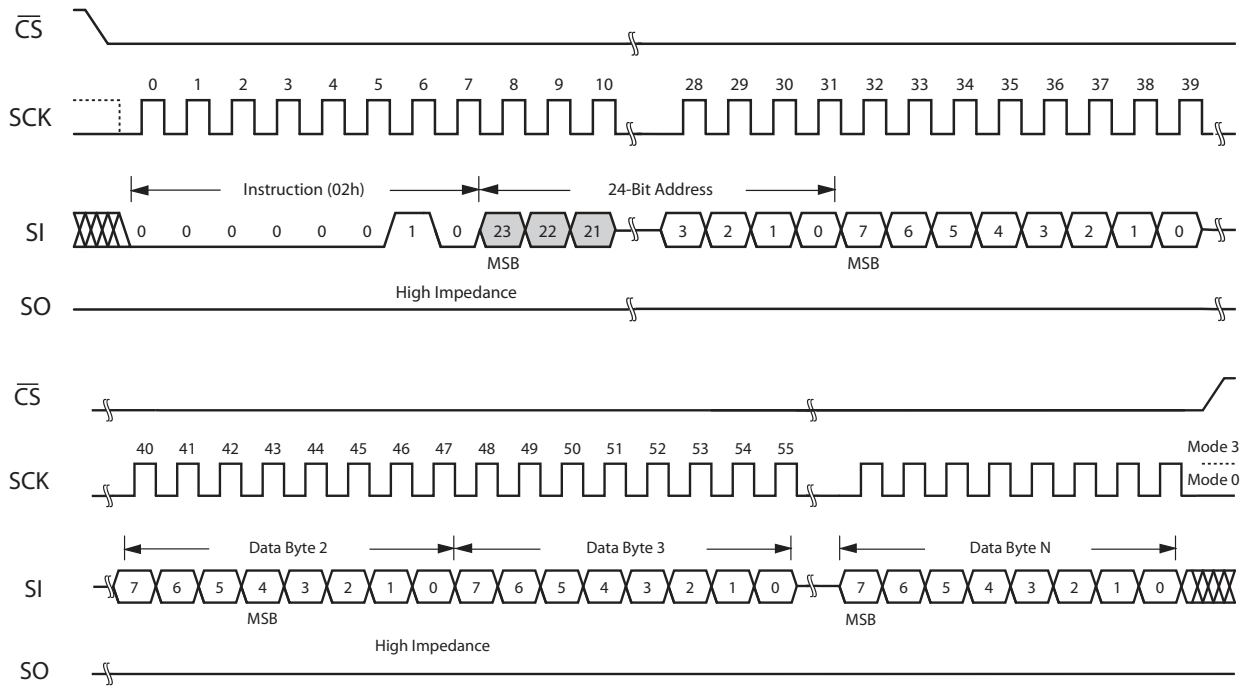 CS
0 1 2 3 4 5 6 7 8 9 10 28 29 30 31 32 33 34 35 36 37 38 39
SCK
Instruction (02h) 24-Bit Address
SI 0 0 0 0 0 0 1 0 23 22 21 3 2 1 0 7 6 5 4 3 2 1 0
MSB MSB
High Impedance
SO
CS
40 41 42 43 44 45 46 47 48 49 50 51 52 53 54 55
Mode 3
SCK
Mode 0
Data Byte 2 Data Byte 3 Data Byte N
SI 7 6 5 4 3 2 1 0 7 6 5 4 3 2 1 0 7 6 5 4 3 2 1 0
MSB MSB
High Impedance
SO